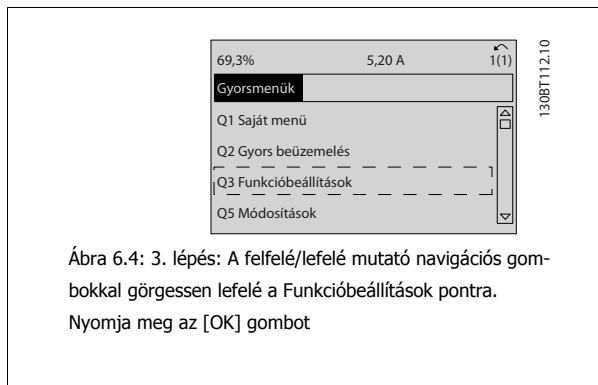 69,3%
5,20 A
1(1)
Gyorsmenük
Q1 Saját menü
Q2 Gyors beüzemelés
Q3 Funkcióbeállítások
Q5 Módosítások
130BT112.10
Ábra 6.4: 3. lépés: A felfelé/lefelé mutató navigációs gom-
bokkal görgessen lefelé a Funkcióbeállítások pontra.
Nyomja meg az [OK] gombot